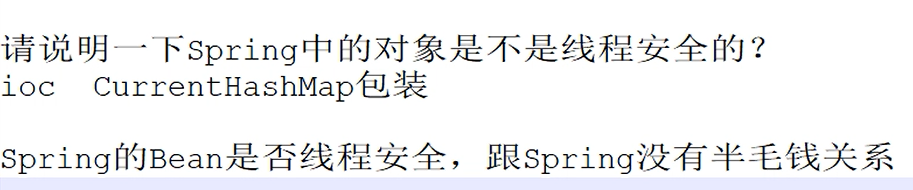 请说明一下Spring中的对象是不是线程安全的?
ioc  CurrentHashMap包装
Spring的Bean是否线程安全，跟Spring没有半毛钱关系